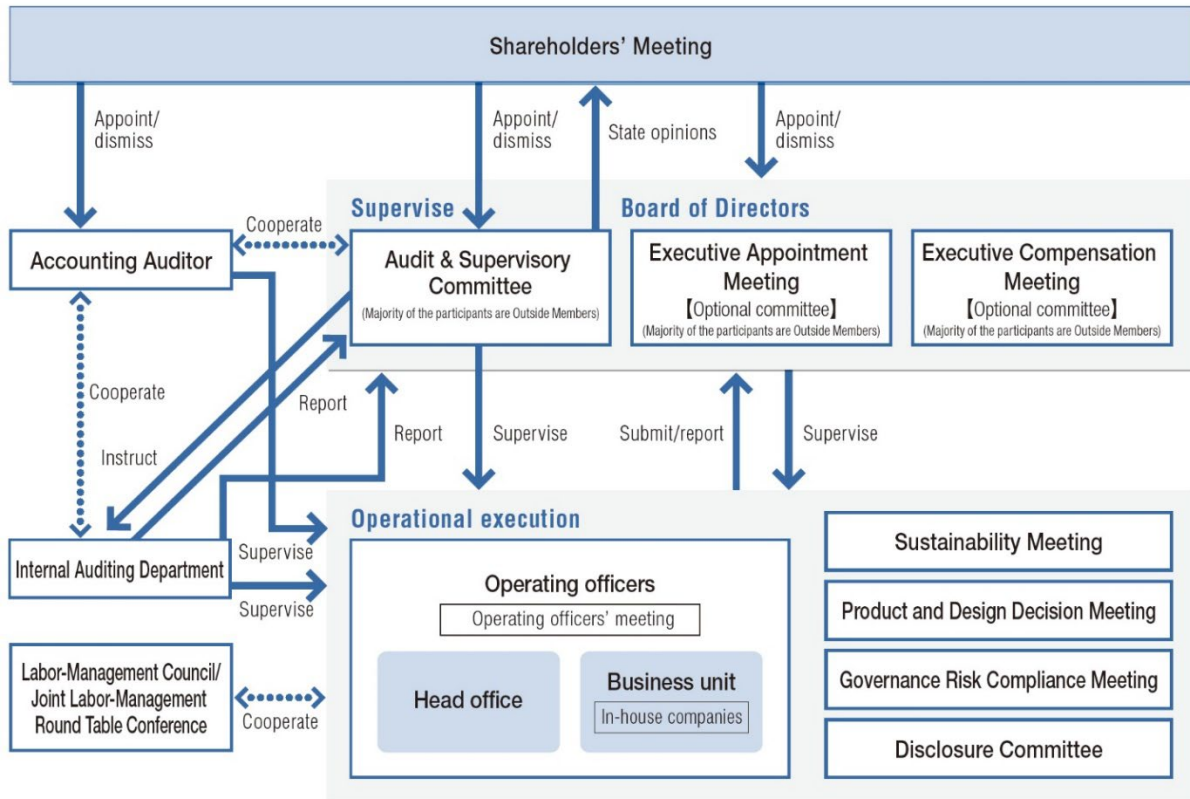 Shareholders' Meeting
Appoint/
dismiss
Appoint/
dismiss
State opinions
Appoint/
dismiss
Cooperate
Supervise
Board of Directors
Accounting Auditor
Audit & Supervisory
Committee
(Majority of the participants are Outside Members)
Executive Appointment
Meeting
【Optional committee】
(Majority of the participants are Outside Members)
Executive Compensation
Meeting
【Optional committee】
(Majority of the participants are Outside Members)
Cooperate
Report
Instruct
Report
Supervise
Submit/report
Supervise
Internal Auditing Department
Supervise
Supervise
Operational execution
Operating officers
Operating officers' meeting
Head office
Business unit
In-house companies
Sustainability Meeting
Product and Design Decision Meeting
Governance Risk Compliance Meeting
Disclosure Committee
Labor-Management Council/
Joint Labor-Management
Round Table Conference
Cooperate